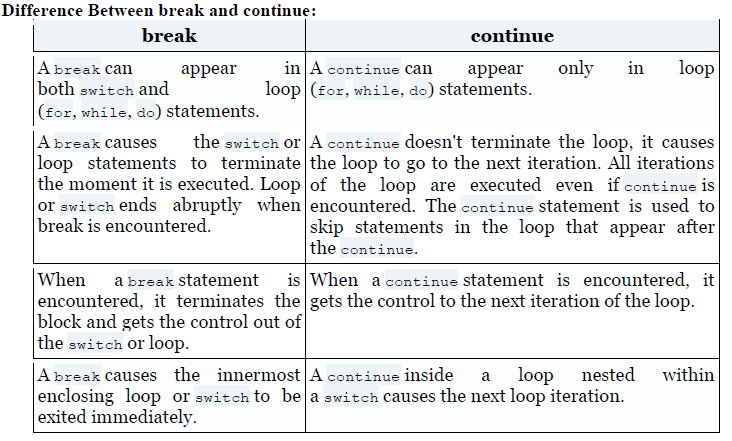 Difference Between break and continue:
break
continue
A break can appear in
both switch and loop
(for, while, do) statements.
A continue can appear only in loop
(for, while, do) statements.
A break causes the switch or
loop statements to terminate
the moment it is executed. Loop
or switch ends abruptly when
break is encountered.
A continue doesn't terminate the loop, it causes
the loop to go to the next iteration. All iterations
of the loop are executed even if continue is
encountered. The continue statement is used to
skip statements in the loop that appear after
the continue.
When a break statement is
encountered, it terminates the
block and gets the control out of
the switch or loop.
When a continue statement is encountered, it
gets the control to the next iteration of the loop.
A break causes the innermost
enclosing loop or switch to be
exited immediately.
A continue inside a loop nested within
a switch causes the next loop iteration.